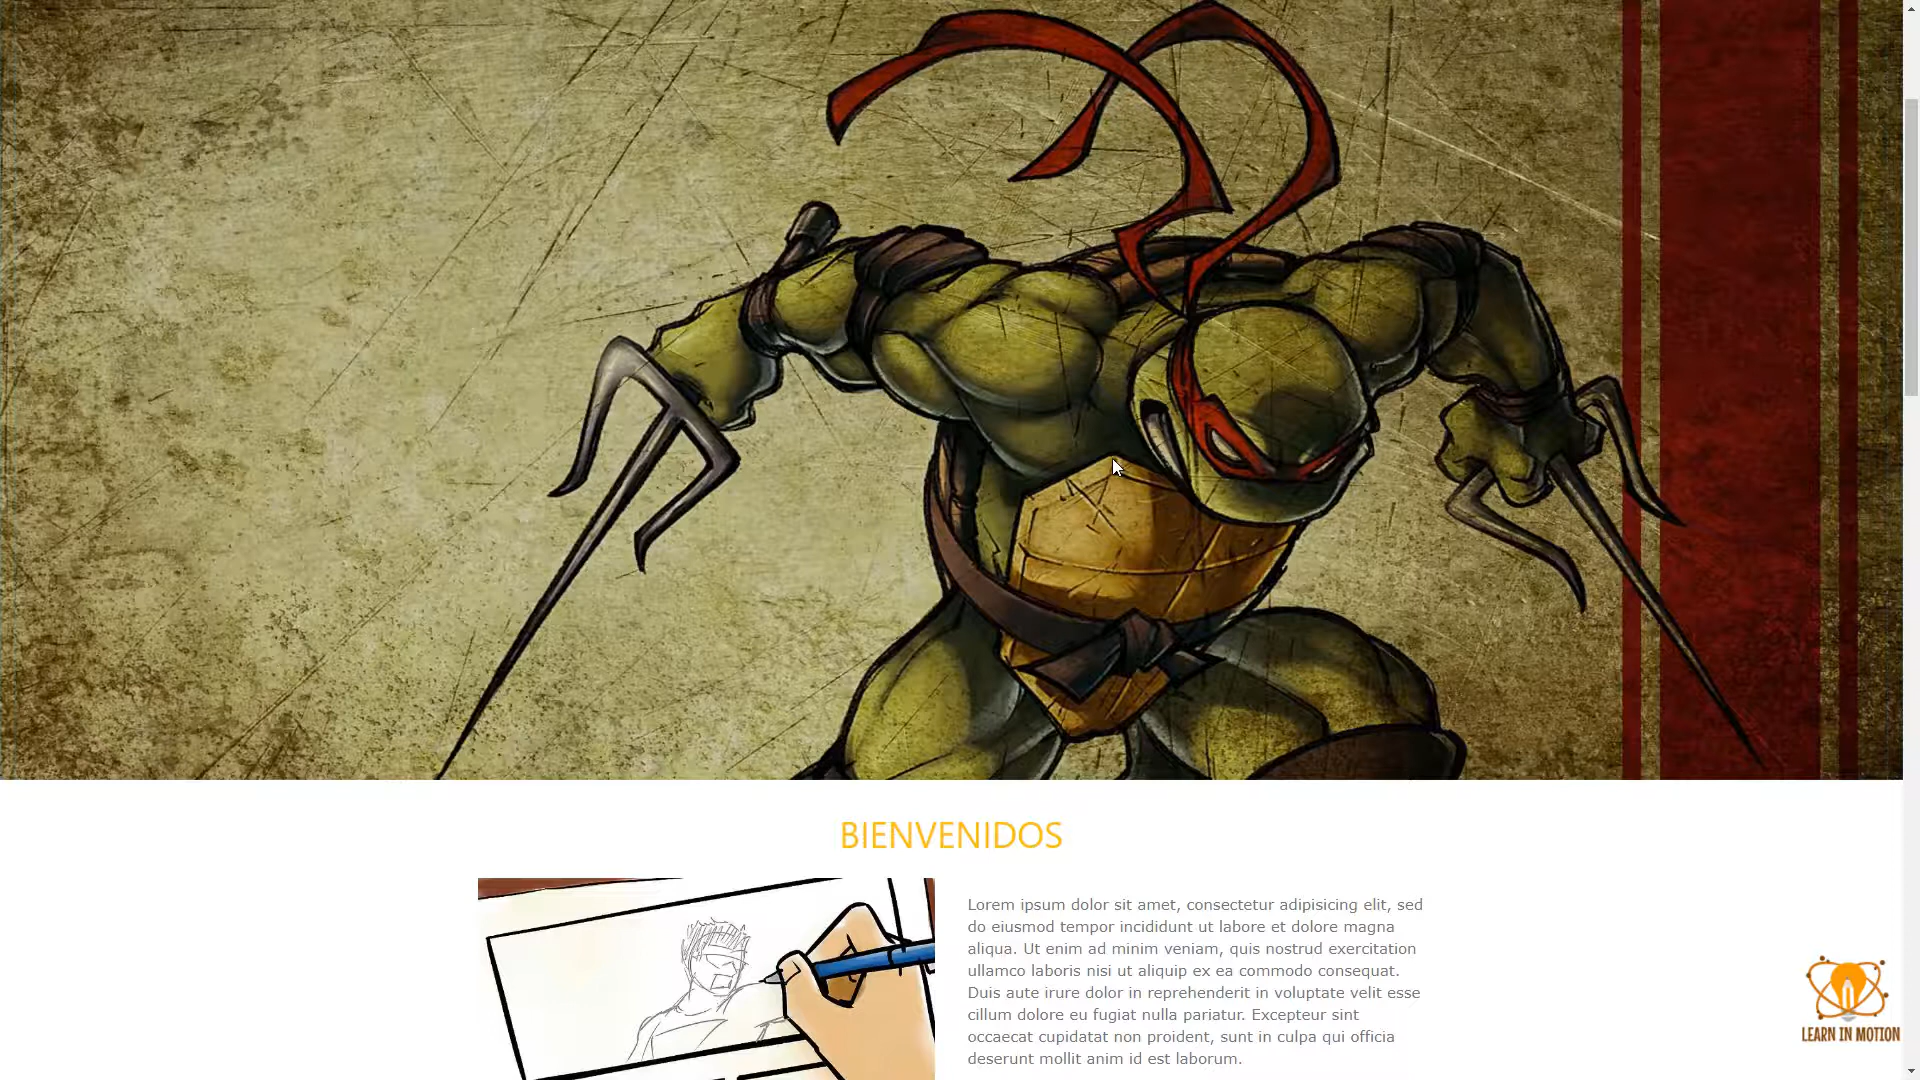 BIENVENIDOS
Lorem ipsum dolor sit amet, consectetur adipisicing elit, sed
do eiusmod tempor incididunt ut labore et dolore magna
aliqua. Ut enim ad minim veniam, quis nostrud exercitation
ullamco laboris nisi ut aliquip ex ea commodo consequat.
Duis aute irure dolor in reprehenderit in voluptate velit esse
cillum dolore eu fugiat nulla pariatur. Excepteur sint
occaecat cupidatat non proident, sunt in culpa qui officia
deserunt mollit anim id est laborum.
LEARN IN MOTION